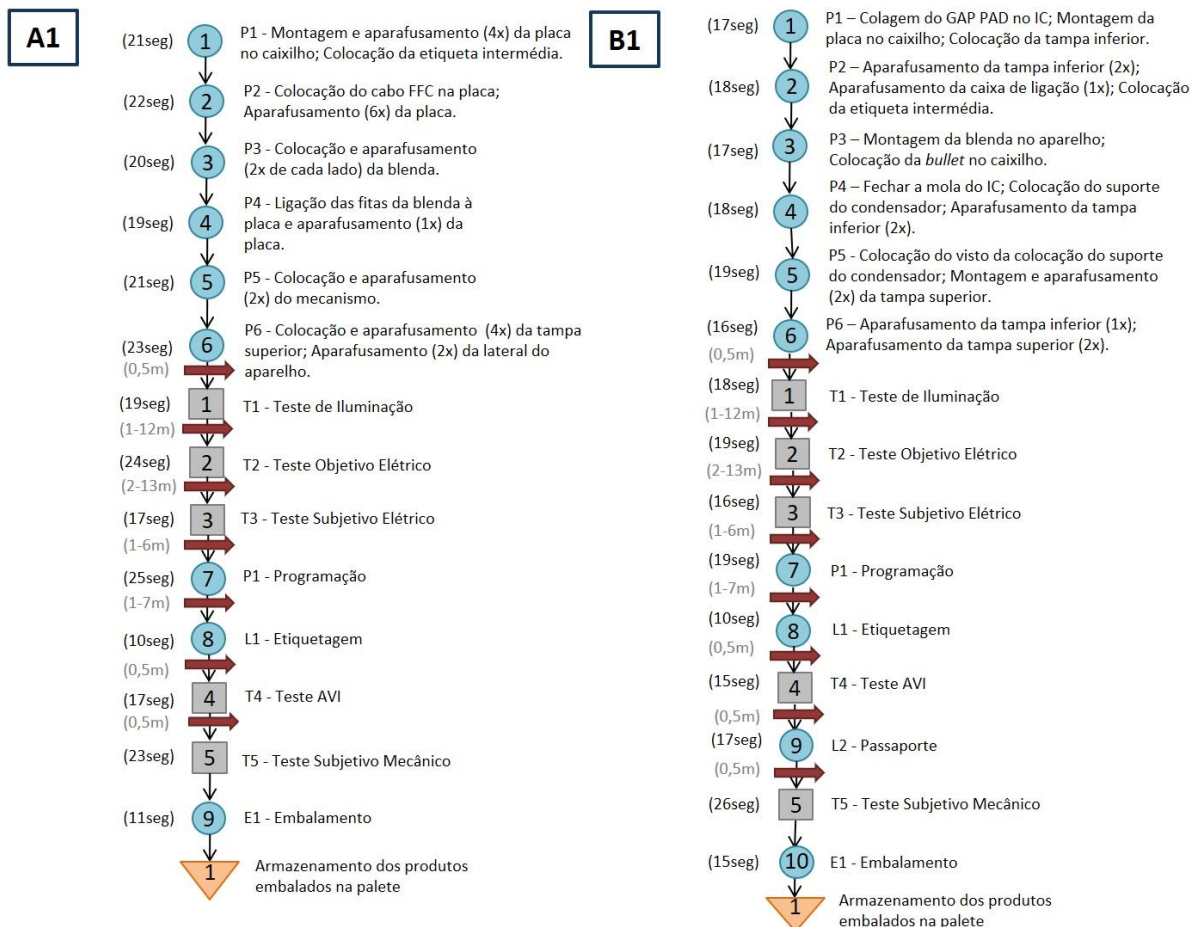 A1
(21seg)
1
P1 - Montagem e aparafusamento (4x) da placa
no caixilho; Colocação da etiqueta intermédia.
(22seg)
2
P2 - Colocação do cabo FFC na placa;
Aparafusamento (6x) da placa.
(20seg)
3
P3 - Colocação e aparafusamento
(2x de cada lado) da blenda.
(19seg)
4
P4 - Ligação das fitas da blenda à
placa e aparafusamento (1x) da
placa.
(21seg)
5
P5 - Colocação e aparafusamento
(2x) do mecanismo.
(23seg)
(0,5m)
6
P6 - Colocação e aparafusamento (4x) da tampa
superior; Aparafusamento (2x) da lateral do
aparelho.
(19seg)
(1-12m)
1
T1 - Teste de Iluminação
(24seg)
(2-13m)
2
T2 - Teste Objetivo Elétrico
(17seg)
(1-6m)
3
T3 - Teste Subjetivo Elétrico
(25seg)
(1-7m)
7
P1 - Programação
(10seg)
(0,5m)
8
L1 - Etiquetagem
(17seg)
(0,5m)
4
T4 - Teste AVI
(23seg)
5
T5 - Teste Subjetivo Mecânico
(11seg)
9
E1 - Embalamento
1
Armazenamento dos produtos
embalados na palete
B1
(17seg)
1
P1 – Colagem do GAP PAD no IC; Montagem da
placa no caixilho; Colocação da tampa inferior.
(18seg)
2
P2 – Aparafusamento da tampa inferior (2x);
Aparafusamento da caixa de ligação (1x); Colocação
da etiqueta intermédia.
(17seg)
3
P3 – Montagem da blenda no aparelho;
Colocação da bullet no caixilho.
(18seg)
4
P4 – Fechar a mola do IC; Colocação do suporte
do condensador; Aparafusamento da tampa
inferior (2x).
(19seg)
5
P5 - Colocação do visto da colocação do suporte
do condensador; Montagem e aparafusamento
(2x) da tampa superior.
(16seg)
(0,5m)
6
P6 – Aparafusamento da tampa inferior (1x);
Aparafusamento da tampa superior (2x).
(18seg)
(1-12m)
1
T1 - Teste de Iluminação
(19seg)
(2-13m)
2
T2 - Teste Objetivo Elétrico
(16seg)
(1-6m)
3
T3 - Teste Subjetivo Elétrico
(19seg)
(1-7m)
7
P1 - Programação
(10seg)
(0,5m)
8
L1 - Etiquetagem
(15seg)
(0,5m)
4
T4 - Teste AVI
(17seg)
(0,5m)
9
L2 - Passaporte
(26seg)
5
T5 - Teste Subjetivo Mecânico
(15seg)
10
E1 - Embalamento
1
Armazenamento dos produtos
embalados na palete